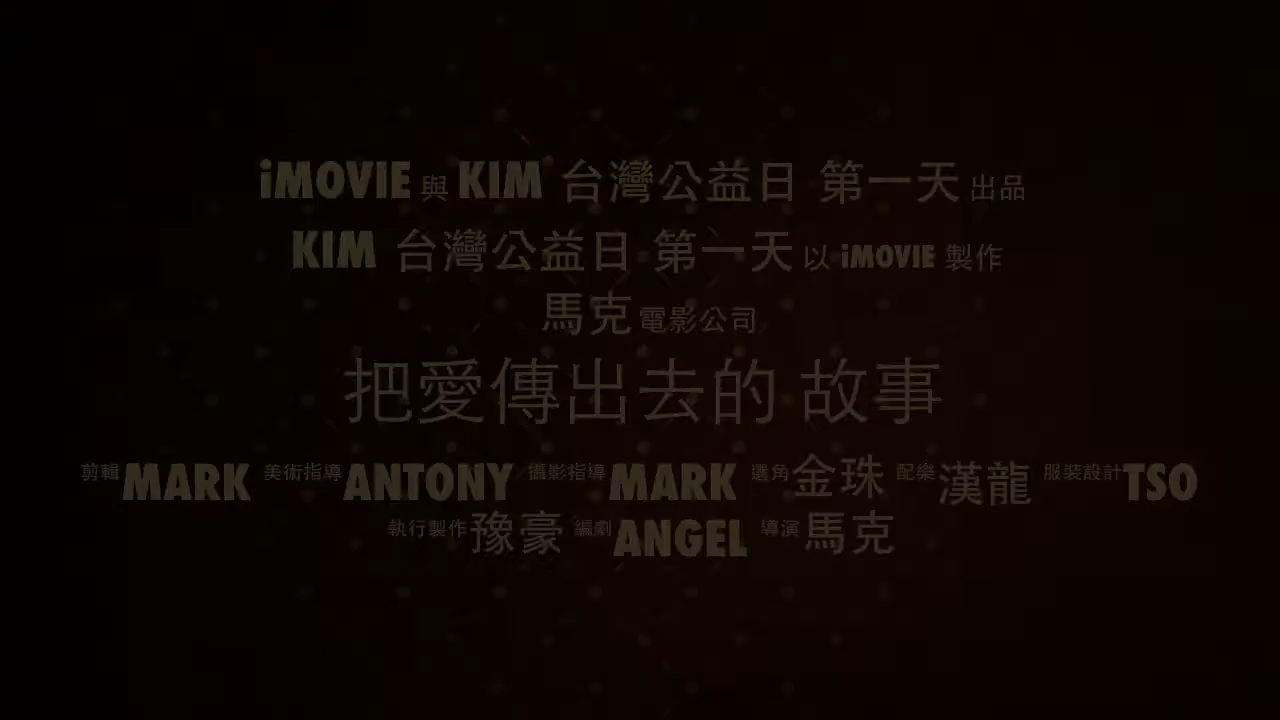 iMOVIE 與 KIM 台灣公益日 第一天 出品
KIM 台灣公益日 第一天 以 iMOVIE 製作
馬克 電影公司
把愛傳出去的 故事
剪輯 MARK 美術指導 ANTONY 攝影指導 MARK 選角 金珠 配樂 漢龍 服裝設計 TSO
執行製作 豫豪 編劇 ANGEL 導演 馬克